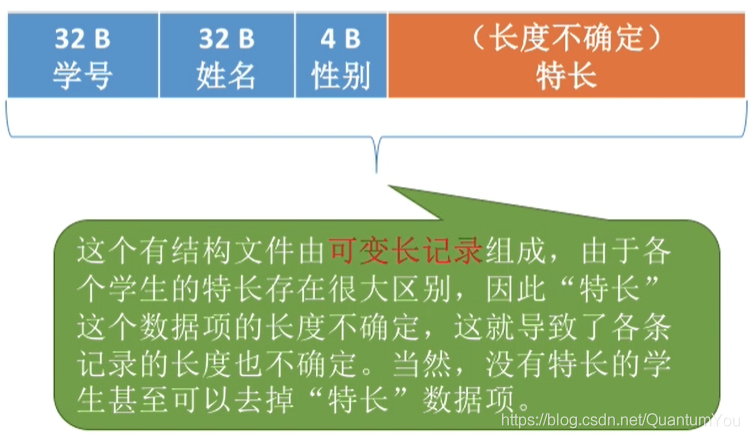 32 B
学号
32 B
姓名
4 B
性别
（长度不确定）
特长
这个有结构文件由可变长记录组成，由于各
个学生的特长存在很大区别，因此“特长”
这个数据项的长度不确定，这就导致了各条
记录的长度也不确定。当然，没有特长的学
生甚至可以去掉“特长”数据项。
https://blog.csdn.net/QuantumYou